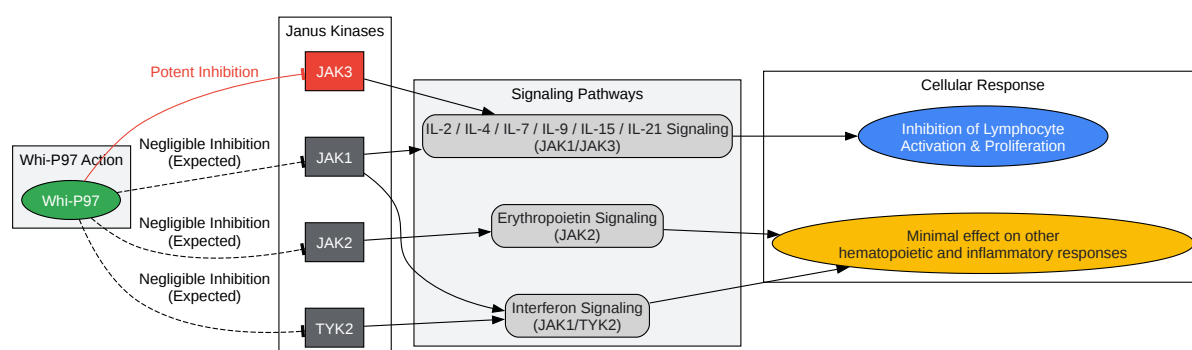 Whi-P97 Action
Whi-P97
Potent Inhibition
Negligible Inhibition
(Expected)
Negligible Inhibition
(Expected)
Negligible Inhibition
(Expected)
Janus Kinases
JAK3
JAK1
JAK2
TYK2
Signaling Pathways
IL-2 / IL-4 / IL-7 / IL-9 / IL-15 / IL-21 Signaling
(JAK1/JAK3)
Erythropoietin Signaling
(JAK2)
Interferon Signaling
(JAK1/TYK2)
Cellular Response
Inhibition of Lymphocyte
Activation & Proliferation
Minimal effect on other
hematopoietic and inflammatory responses